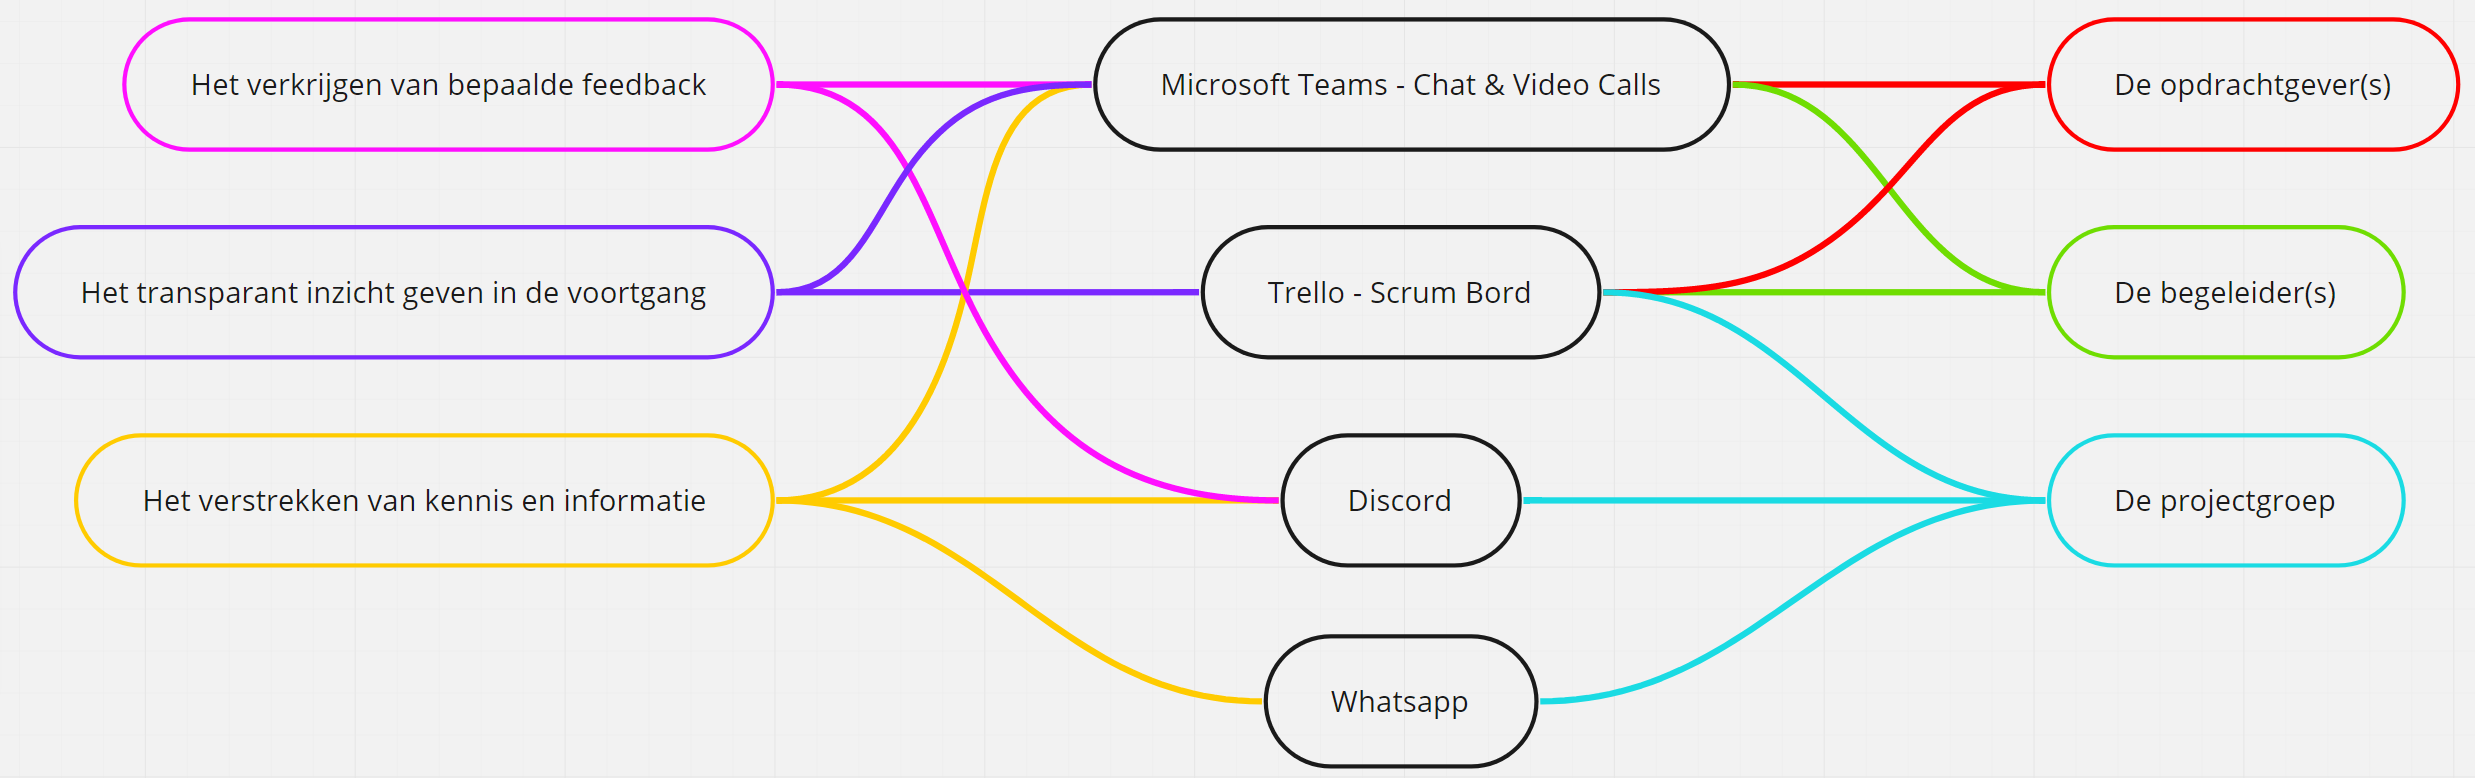 Het verkrijgen van bepaalde feedback
Microsoft Teams - Chat & Video Calls
De opdrachtgever(s)
Het transparant inzicht geven in de voortgang
Trello - Scrum Bord
De begeleider(s)
Het verstrekken van kennis en informatie
Discord
De projectgroep
Whatsapp